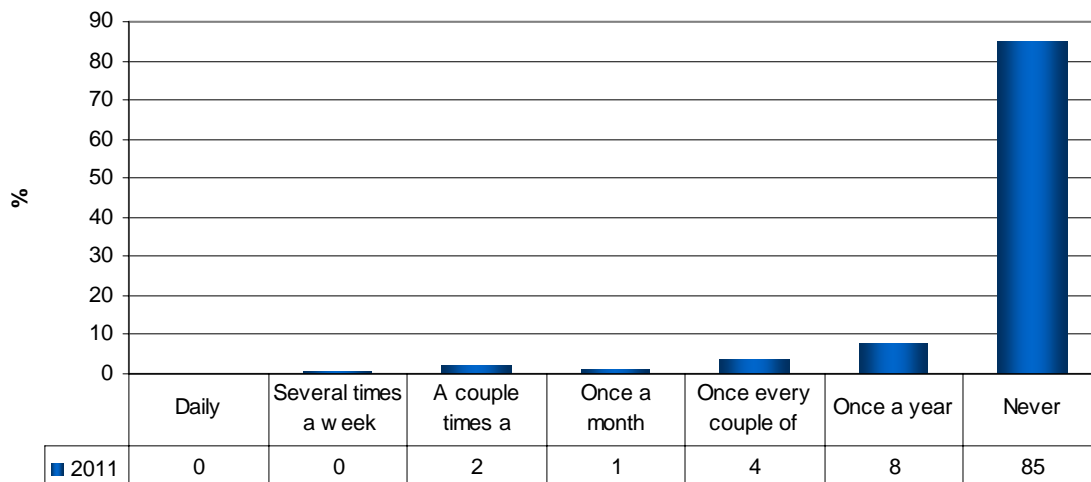 90
80
70
60
50
40
30
20
10
0
%
Daily
Several times
a week
A couple
times a
Once a
month
Once every
couple of
Once a year
Never
2011 0 0 2 1 4 8 85